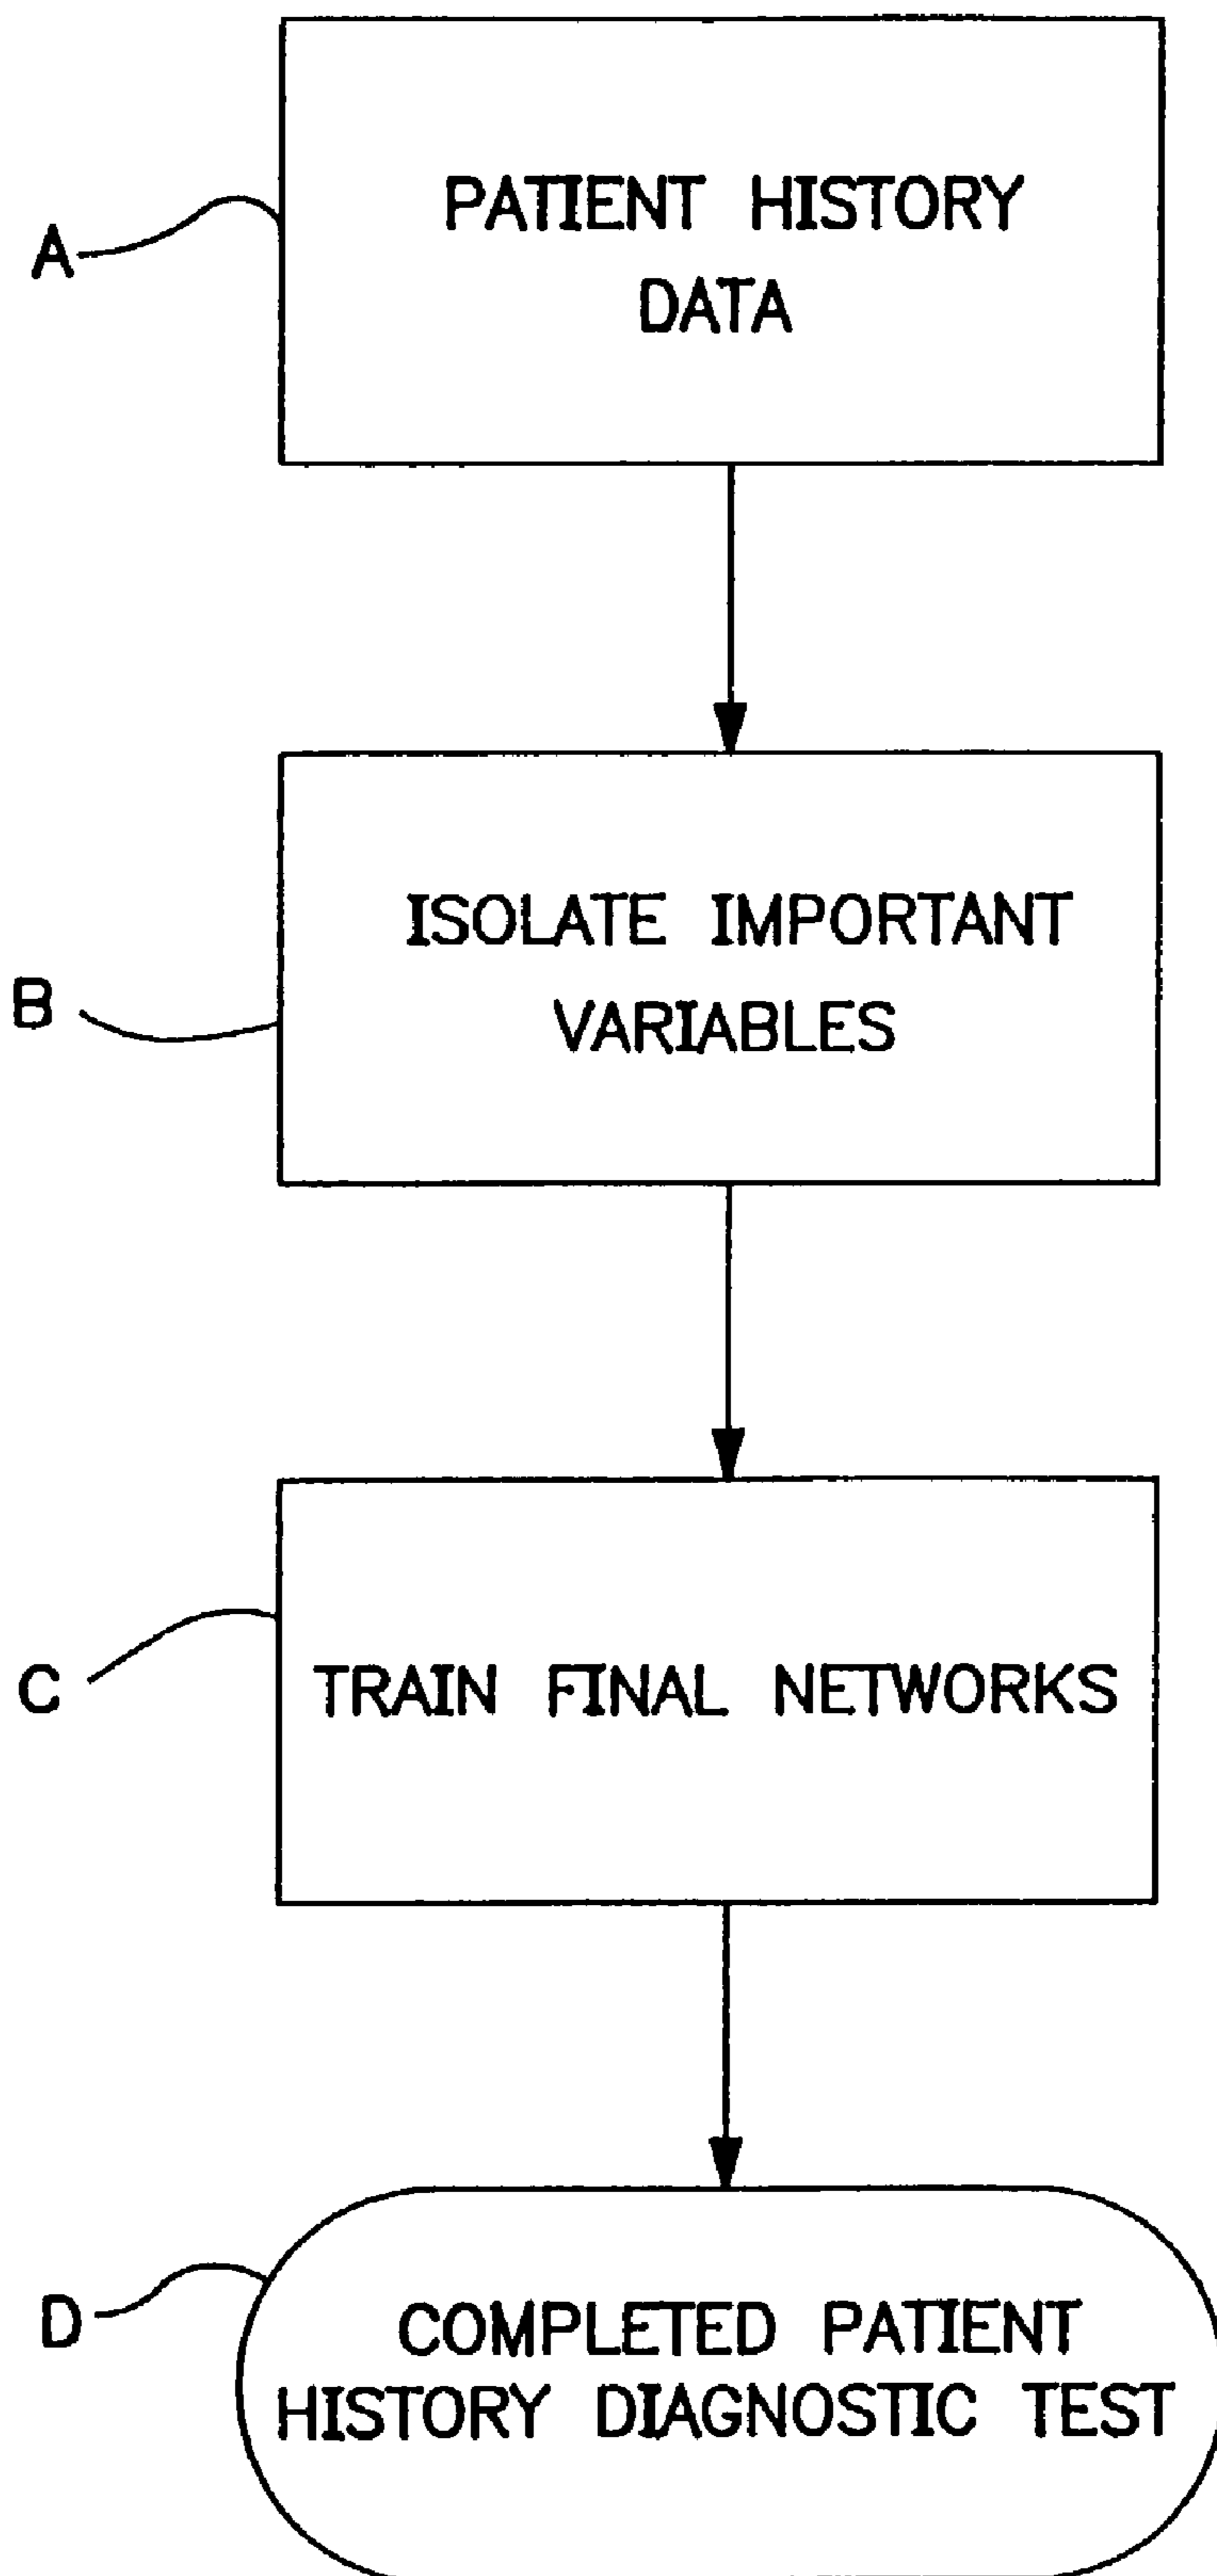 A
PATIENT HISTORY
DATA
B
ISOLATE IMPORTANT
VARIABLES
C
TRAIN FINAL NETWORKS
D
COMPLETED PATIENT
HISTORY DIAGNOSTIC TEST